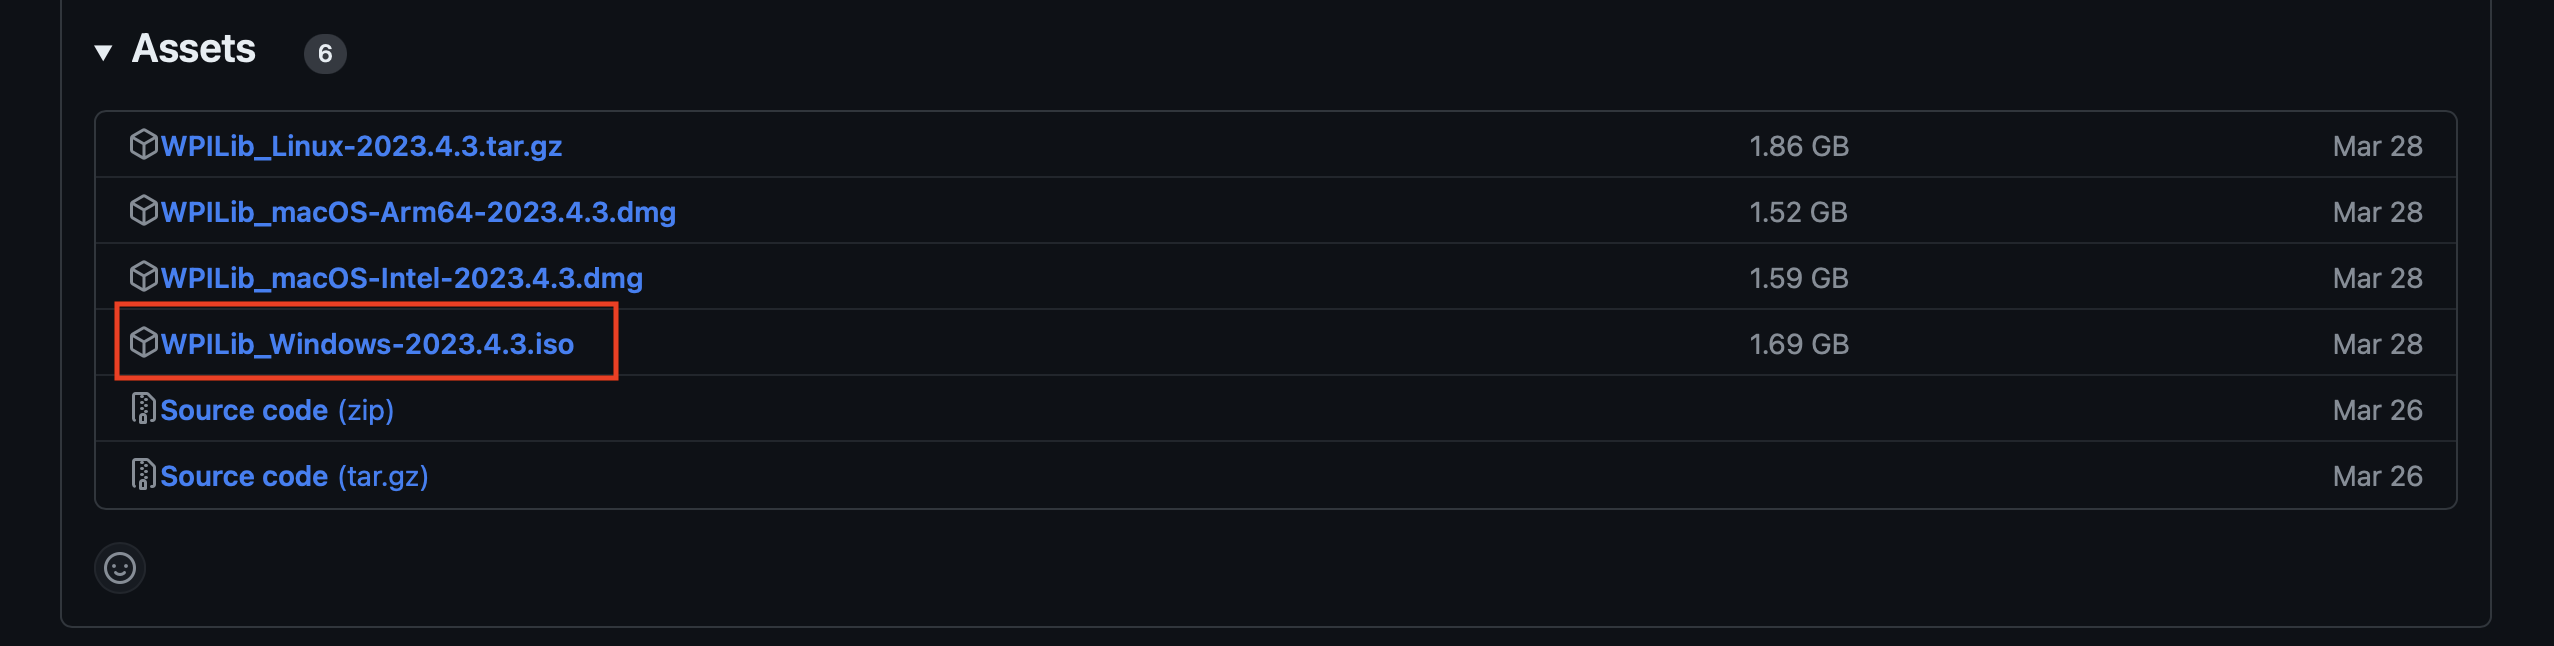 Assets 6
WPILib_Linux-2023.4.3.tar.gz 1.86 GB Mar 28
WPILib_macOS-Arm64-2023.4.3.dmg 1.52 GB Mar 28
WPILib_macOS-Intel-2023.4.3.dmg 1.59 GB Mar 28
WPILib_Windows-2023.4.3.iso 1.69 GB Mar 28
Source code (zip) Mar 26
Source code (tar.gz) Mar 26